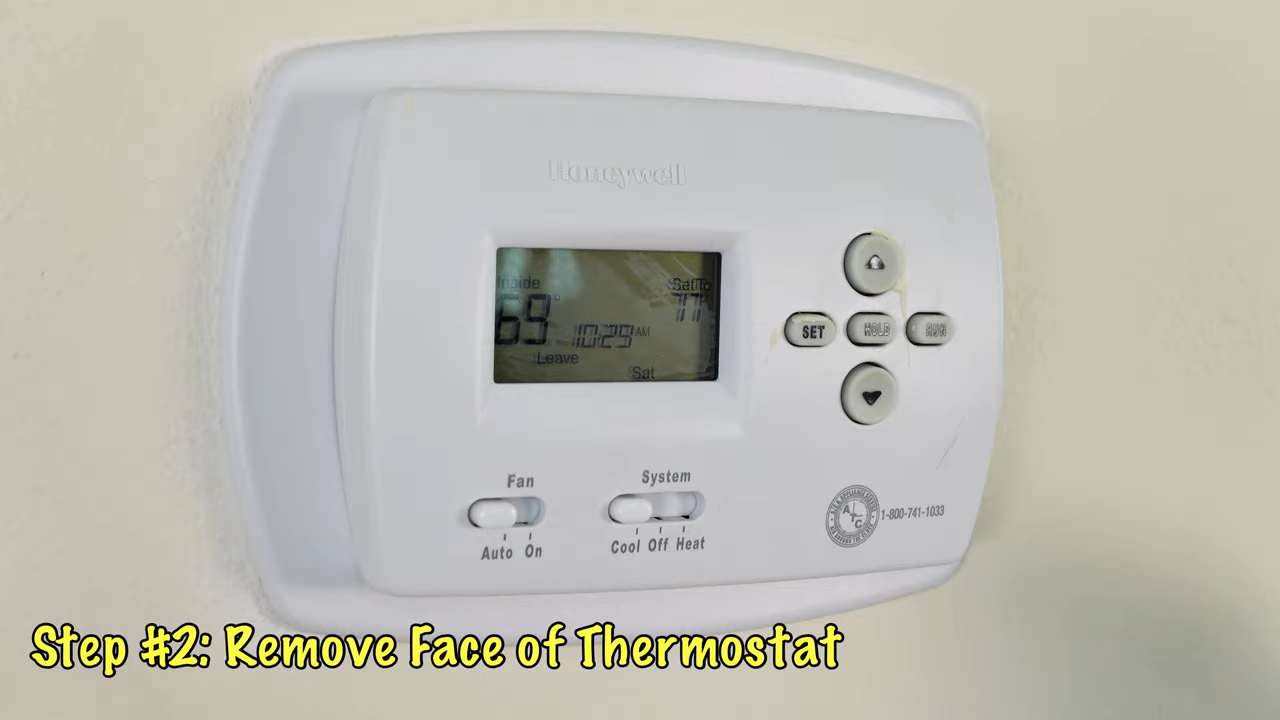 Honeywell
Inside
Set To
69°
77°
10:29 AM
Leave
Sat
SET
HOLD
RUN
Fan
Auto On
System
Cool Off Heat
ATC
1-800-741-1033
Step #2: Remove Face of Thermostat